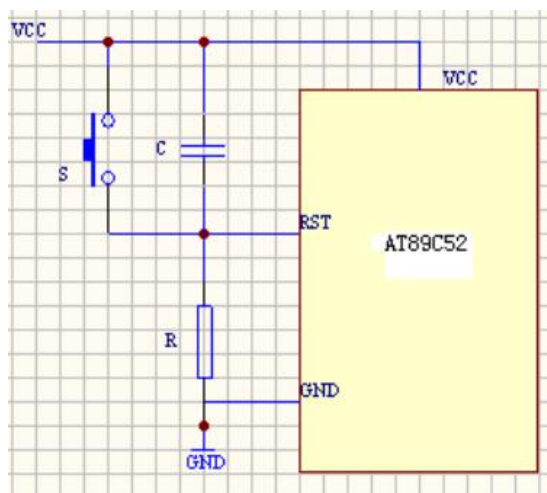 VCC
VCC
C
S
RST
AT89C52
R
GND
GND